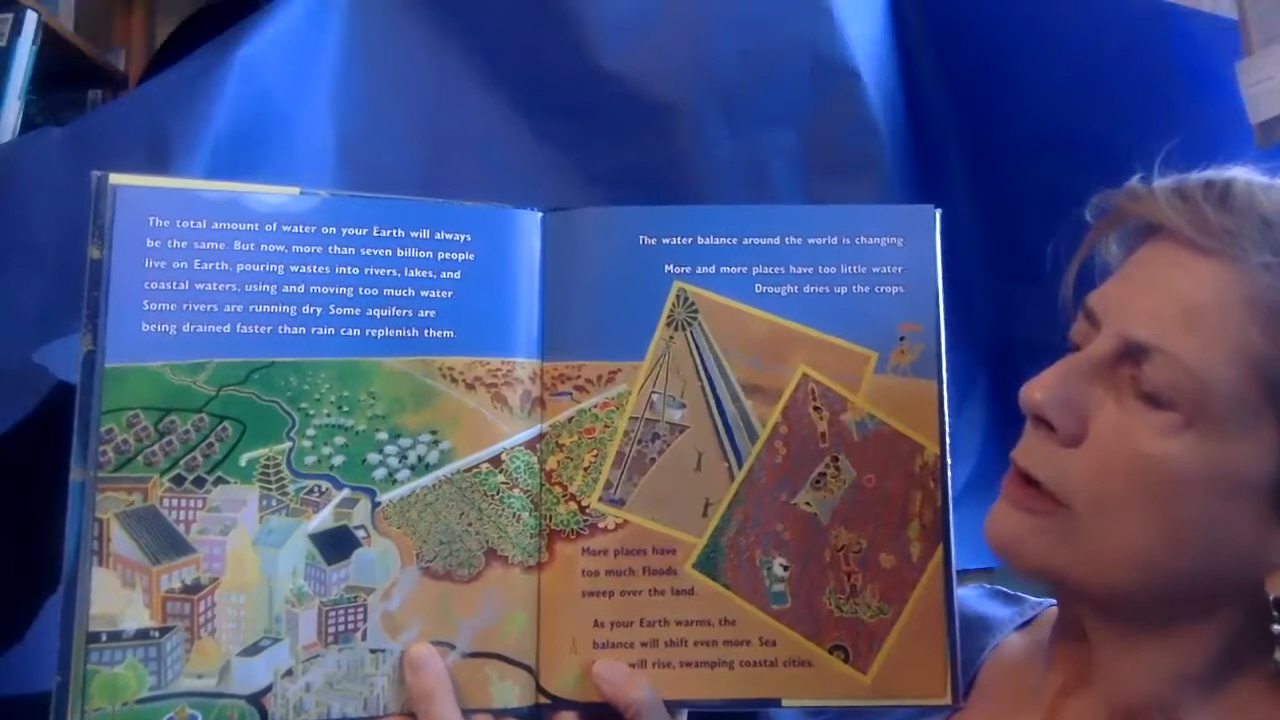 The total amount of water on your Earth will always
be the same. But now, more than seven billion people
live on Earth, pouring wastes into rivers, lakes, and
coastal waters, using and moving too much water.
Some rivers are running dry. Some aquifers are
being drained faster than rain can replenish them.
The water balance around the world is changing.
More and more places have too little water–
Drought dries up the crops.
More places have
too much: Floods
sweep over the land.
As your Earth warms, the
balance will shift even more. Sea
will rise, swamping coastal cities.